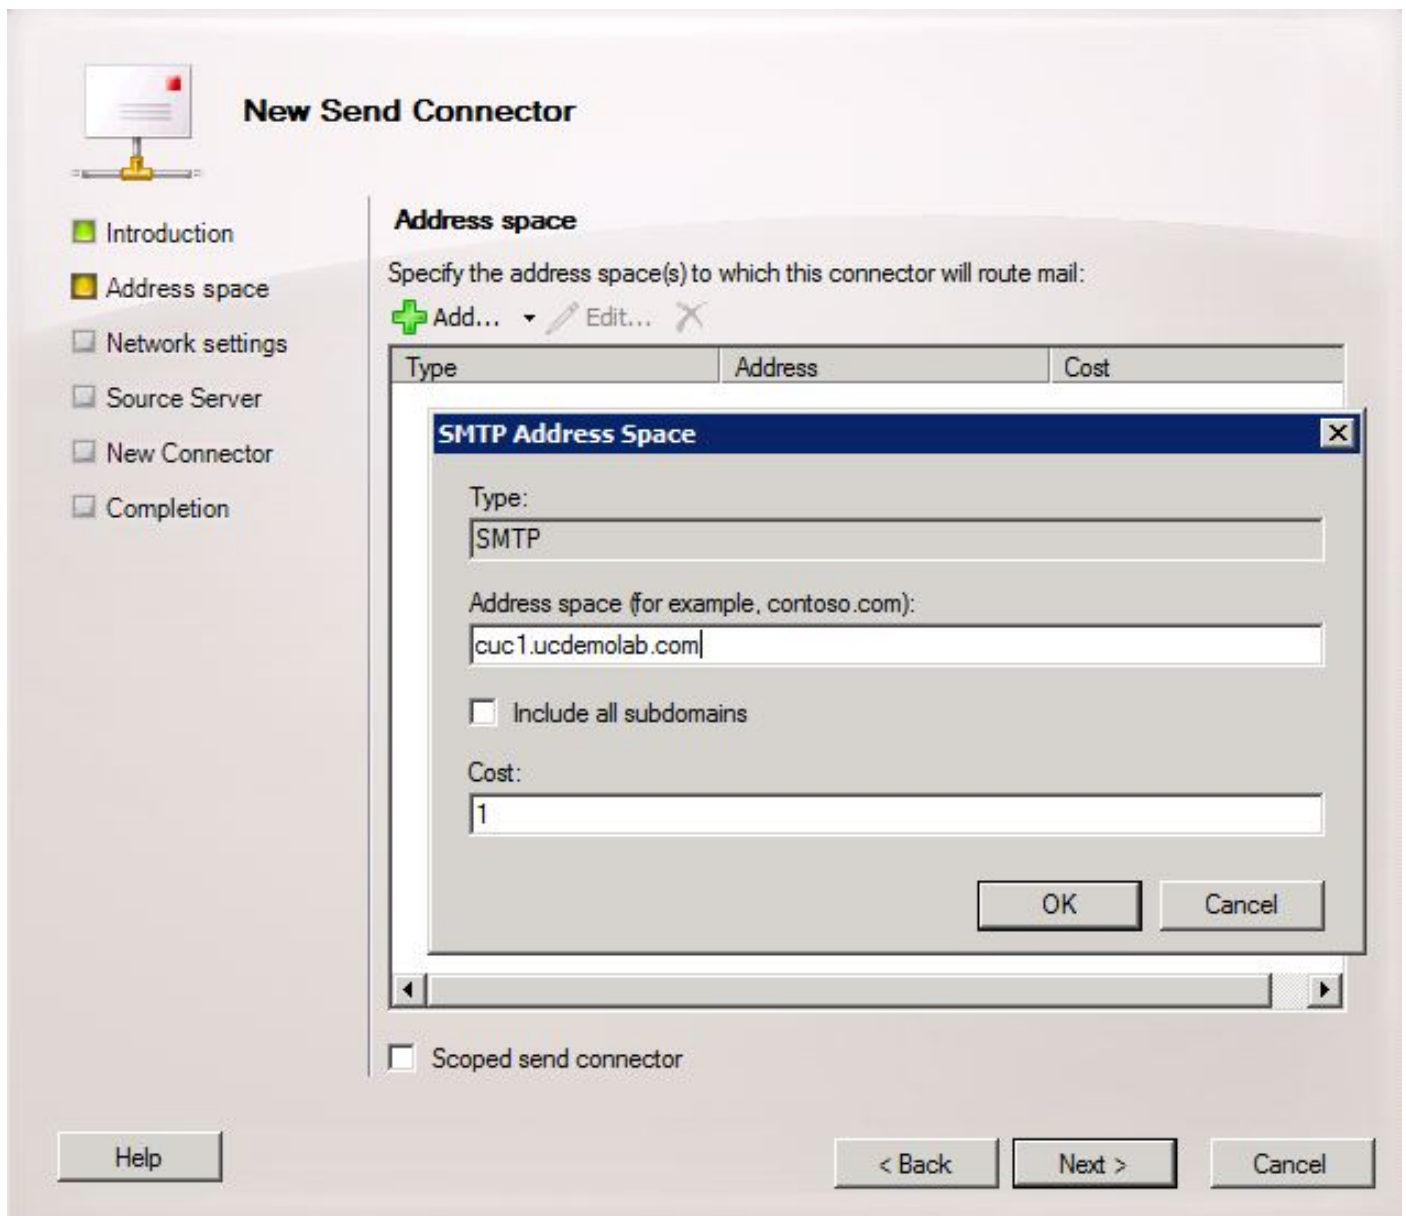 New Send Connector
Introduction
Address space
Network settings
Source Server
New Connector
Completion
Address space
Specify the address space(s) to which this connector will route mail:
Add... Edit...
Type Address Cost
SMTP Address Space
Type:
SMTP
Address space (for example, contoso.com):
cuc1.ucdemolab.com
Include all subdomains
Cost:
1
OK Cancel
Scoped send connector
Help < Back Next > Cancel